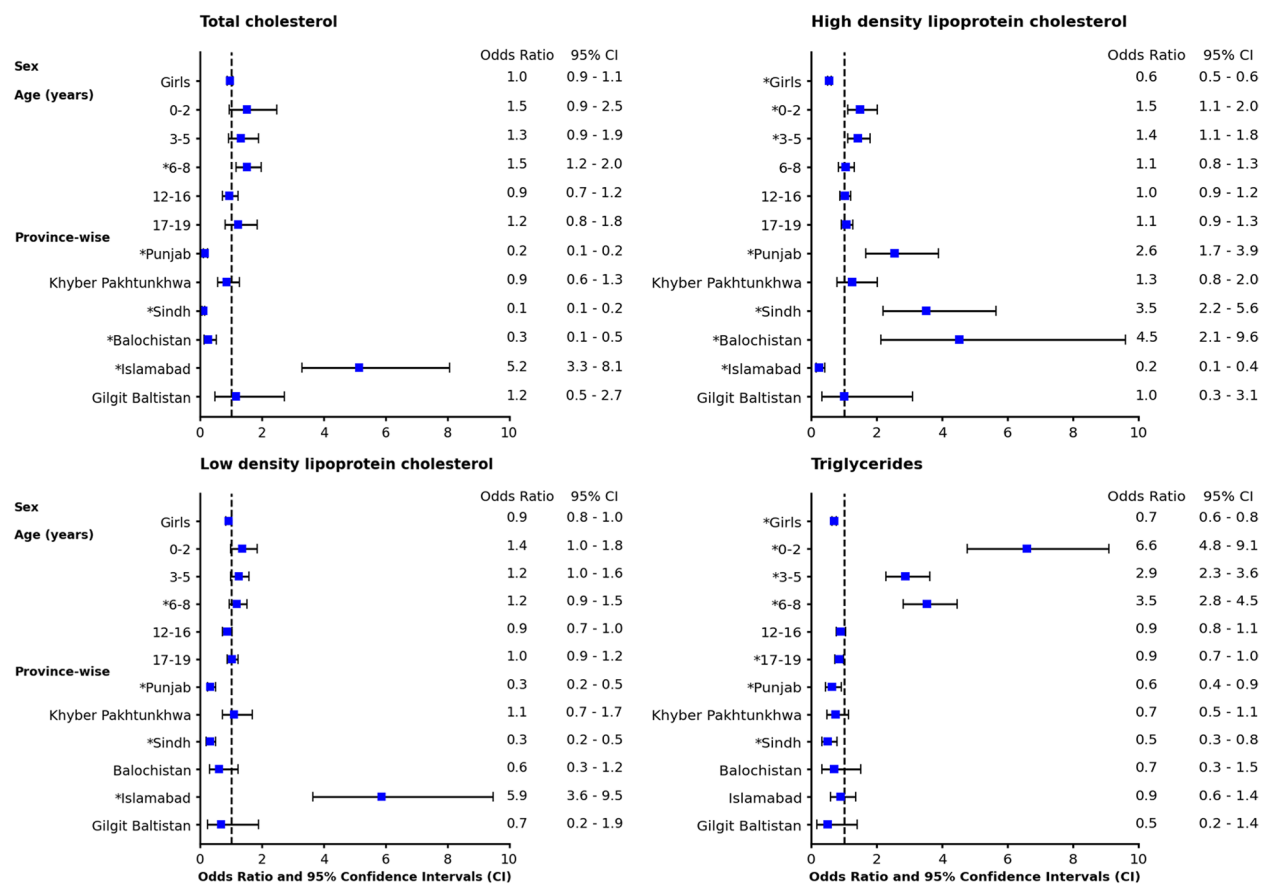 Total cholesterol
Odds Ratio 95% CI
Sex
Girls 1.0 0.9 - 1.1
Age (years)
0-2 1.5 0.9 - 2.5
3-5 1.3 0.9 - 1.9
*6-8 1.5 1.2 - 2.0
12-16 0.9 0.7 - 1.2
17-19 1.2 0.8 - 1.8
Province-wise
*Punjab 0.2 0.1 - 0.2
Khyber Pakhtunkhwa 0.9 0.6 - 1.3
*Sindh 0.1 0.1 - 0.2
*Balochistan 0.3 0.1 - 0.5
*Islamabad 5.2 3.3 - 8.1
Gilgit Baltistan 1.2 0.5 - 2.7
0 2 4 6 8 10
High density lipoprotein cholesterol
Odds Ratio 95% CI
*Girls 0.6 0.5 - 0.6
*0-2 1.5 1.1 - 2.0
*3-5 1.4 1.1 - 1.8
6-8 1.1 0.8 - 1.3
12-16 1.0 0.9 - 1.2
17-19 1.1 0.9 - 1.3
*Punjab 2.6 1.7 - 3.9
Khyber Pakhtunkhwa 1.3 0.8 - 2.0
*Sindh 3.5 2.2 - 5.6
*Balochistan 4.5 2.1 - 9.6
*Islamabad 0.2 0.1 - 0.4
Gilgit Baltistan 1.0 0.3 - 3.1
0 2 4 6 8 10
Low density lipoprotein cholesterol
Odds Ratio 95% CI
Sex
Girls 0.9 0.8 - 1.0
Age (years)
0-2 1.4 1.0 - 1.8
3-5 1.2 1.0 - 1.6
*6-8 1.2 0.9 - 1.5
12-16 0.9 0.7 - 1.0
17-19 1.0 0.9 - 1.2
Province-wise
*Punjab 0.3 0.2 - 0.5
Khyber Pakhtunkhwa 1.1 0.7 - 1.7
*Sindh 0.3 0.2 - 0.5
Balochistan 0.6 0.3 - 1.2
*Islamabad 5.9 3.6 - 9.5
Gilgit Baltistan 0.7 0.2 - 1.9
0 2 4 6 8 10
Odds Ratio and 95% Confidence Intervals (CI)
Triglycerides
Odds Ratio 95% CI
*Girls 0.7 0.6 - 0.8
*0-2 6.6 4.8 - 9.1
*3-5 2.9 2.3 - 3.6
*6-8 3.5 2.8 - 4.5
12-16 0.9 0.8 - 1.1
*17-19 0.9 0.7 - 1.0
*Punjab 0.6 0.4 - 0.9
Khyber Pakhtunkhwa 0.7 0.5 - 1.1
*Sindh 0.5 0.3 - 0.8
Balochistan 0.7 0.3 - 1.5
Islamabad 0.9 0.6 - 1.4
Gilgit Baltistan 0.5 0.2 - 1.4
0 2 4 6 8 10
Odds Ratio and 95% Confidence Intervals (CI)